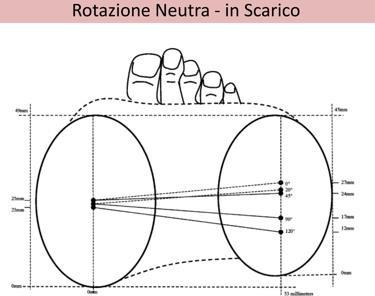 Rotazione Neutra - in Scarico
49mm
45mm
0°
20°
45°
27mm
24mm
25mm
23mm
90°
17mm
120°
12mm
0mm
0mm
0mm
53 millimeters